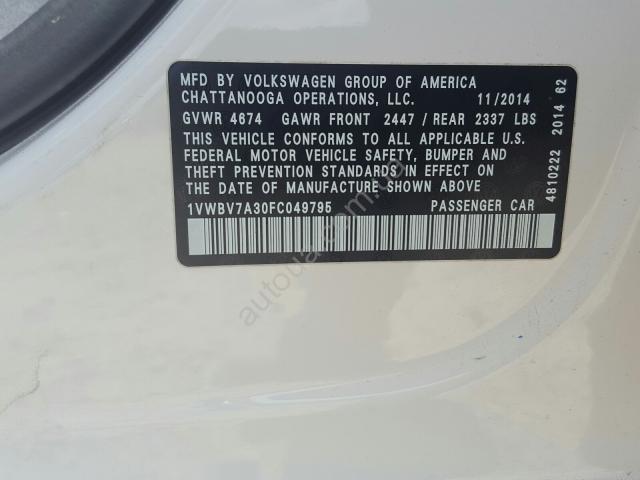 MFD BY VOLKSWAGEN GROUP OF AMERICA
CHATTANOOGA OPERATIONS, LLC. 11/2014
GVWR 4674 GAWR FRONT 2447 / REAR 2337 LBS
THIS VEHICLE CONFORMS TO ALL APPLICABLE U.S.
FEDERAL MOTOR VEHICLE SAFETY, BUMPER AND
THEFT PREVENTION STANDARD IN EFFECT ON
THE DATE OF MANUFACTURE SHOWN ABOVE
1VWBV7A30FC049795 PASSENGER CAR
4810222 2014 62
autoua.com.ua